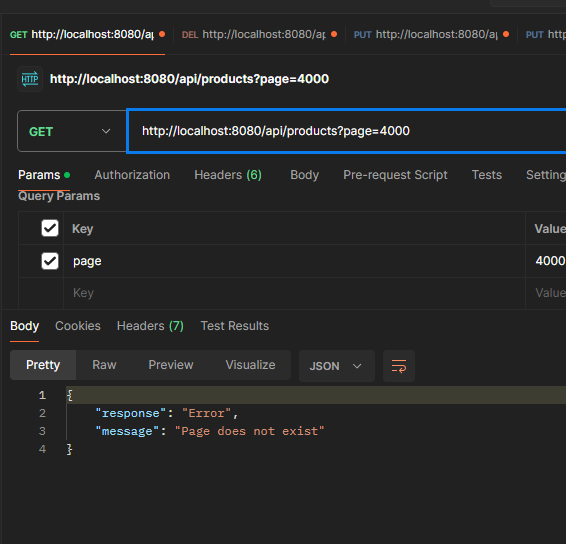 GET http://localhost:8080/ap DEL http://localhost:8080/ap PUT http://localhost:8080/ap PUT http
HTTP http://localhost:8080/api/products?page=4000
GET http://localhost:8080/api/products?page=4000
Params Authorization Headers (6) Body Pre-request Script Tests Setting
Query Params
Key Value
page 4000
Key Value
Body Cookies Headers (7) Test Results
Pretty Raw Preview Visualize JSON
1 {
2 "response": "Error",
3 "message": "Page does not exist"
4 }